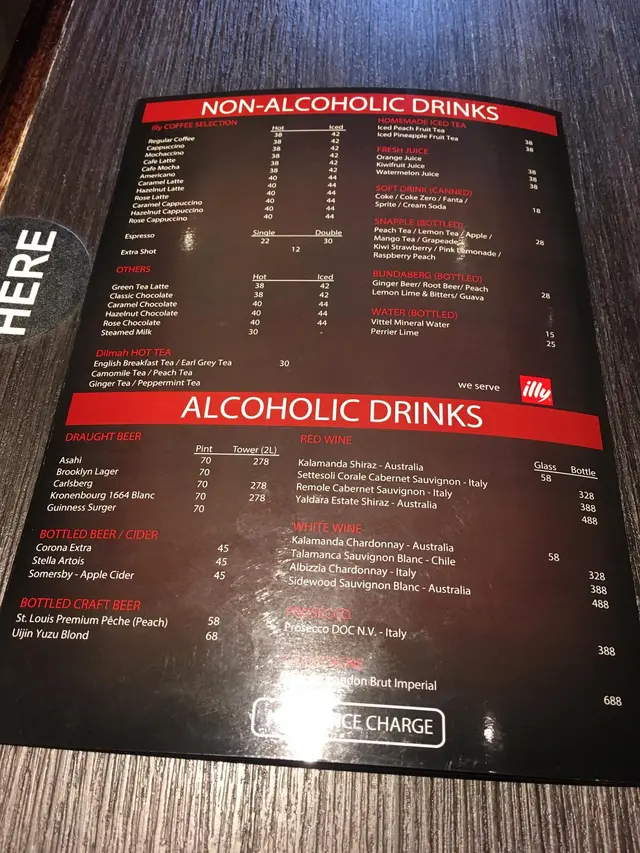 HERE
NON-ALCOHOLIC DRINKS
illy COFFEE SELECTION
Hot Iced
Regular Coffee 38 42
Cappuccino 38 42
Mochaccino 38 42
Cafe Latte 38 42
Cafe Mocha 38 42
Americano 38 42
Caramel Latte 40 44
Hazelnut Latte 40 44
Rose Latte 40 44
Caramel Cappuccino 40 44
Hazelnut Cappuccino 40 44
Rose Cappuccino 40 44
Single Double
Espresso 22 30
Extra Shot 12
OTHERS
Hot Iced
Green Tea Latte 38 42
Classic Chocolate 38 42
Caramel Chocolate 40 44
Hazelnut Chocolate 40 44
Rose Chocolate 40 44
Steamed Milk 30 -
Dilmah HOT TEA
English Breakfast Tea / Earl Grey Tea 30
Camomile Tea / Peach Tea
Ginger Tea / Peppermint Tea
HOMEMADE ICED TEA
Iced Peach Fruit Tea 38
Iced Pineapple Fruit Tea 38
FRESH JUICE
Orange Juice 38
Kiwifruit Juice 38
Watermelon Juice 38
SOFT DRINK (CANNED)
Coke / Coke Zero / Fanta /
Sprite / Cream Soda 18
SNAPPLE (BOTTLED)
Peach Tea / Lemon Tea / Apple /
Mango Tea / Grapeade 28
Kiwi Strawberry / Pink Lemonade /
Raspberry Peach
BUNDABERG (BOTTLED)
Ginger Beer/ Root Beer/ Peach
Lemon Lime & Bitters/ Guava 28
WATER (BOTTLED)
Vittel Mineral Water 15
Perrier Lime 25
we serve illy
ALCOHOLIC DRINKS
DRAUGHT BEER
Pint Tower (2L)
Asahi 70 278
Brooklyn Lager 70
Carlsberg 70 278
Kronenbourg 1664 Blanc 70 278
Guinness Surger 70
BOTTLED BEER / CIDER
Corona Extra 45
Stella Artois 45
Somersby - Apple Cider 45
BOTTLED CRAFT BEER
St. Louis Premium Pêche (Peach) 58
Uijin Yuzu Blond 68
RED WINE
Glass Bottle
Kalamanda Shiraz - Australia 58
Settesoli Corale Cabernet Sauvignon - Italy 328
Remole Cabernet Sauvignon - Italy 388
Yaldara Estate Shiraz - Australia 488
WHITE WINE
Kalamanda Chardonnay - Australia 58
Talamanca Sauvignon Blanc - Chile 328
Albizzia Chardonnay - Italy 388
Sidewood Sauvignon Blanc - Australia 488
PROSECCO
Prosecco DOC N.V. - Italy 388
Brut Imperial 688
CHARGE